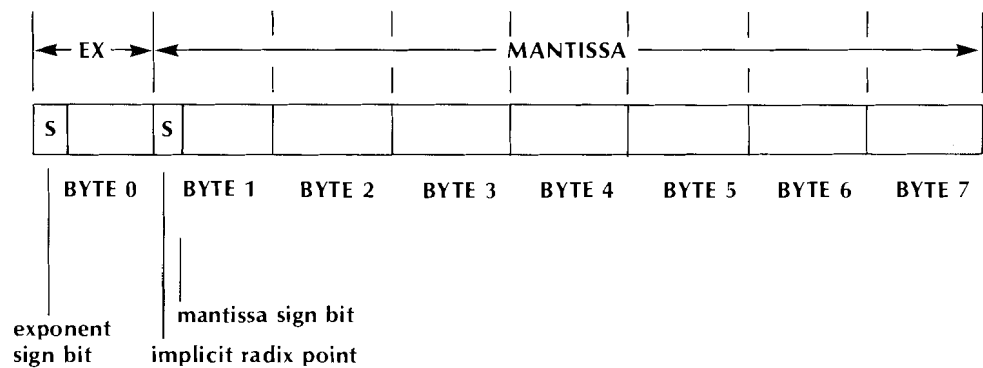 EX MANTISSA
S S
BYTE 0 BYTE 1 BYTE 2 BYTE 3 BYTE 4 BYTE 5 BYTE 6 BYTE 7
mantissa sign bit
exponent
sign bit implicit radix point